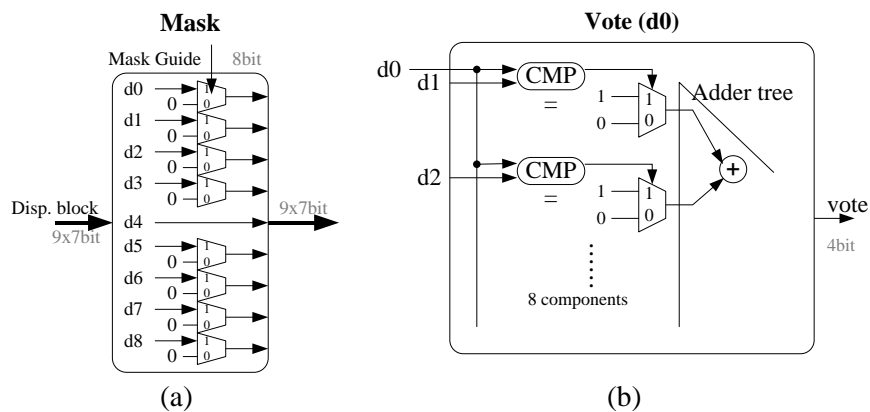 Mask
Mask Guide 8bit
d0 1
0 0
d1 1
0 0
d2 1
0 0
d3 1
0 0
Disp. block d4 9x7bit
9x7bit
d5 1
0 0
d6 1
0 0
d7 1
0 0
d8 1
0 0
(a)
Vote (d0)
d0 CMP
d1
=
1 1
0 0
Adder tree
+
d2 CMP
=
1 1
0 0
vote
4bit
8 components
(b)